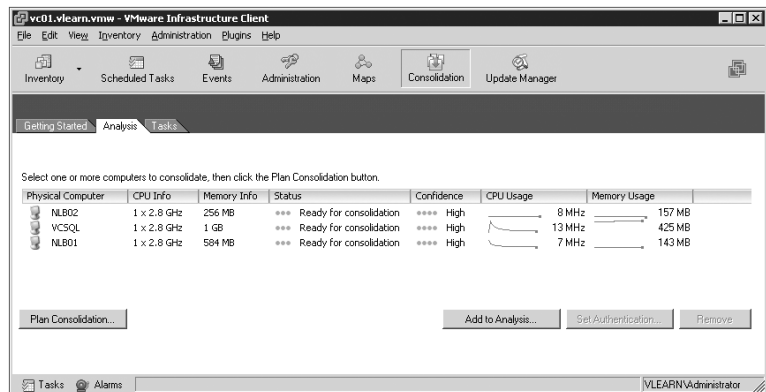 vc01.vlearn.vmw - VMware Infrastructure Client
File Edit View Inventory Administration Plugins Help
Inventory Scheduled Tasks Events Administration Maps Consolidation Update Manager
Getting Started Analysis Tasks
Select one or more computers to consolidate, then click the Plan Consolidation button.
Physical Computer CPU Info Memory Info Status Confidence CPU Usage Memory Usage
NLB02 1 x 2.8 GHz 256 MB Ready for consolidation High 8 MHz 157 MB
VCSQL 1 x 2.8 GHz 1 GB Ready for consolidation High 13 MHz 425 MB
NLB01 1 x 2.8 GHz 584 MB Ready for consolidation High 7 MHz 143 MB
Plan Consolidation... Add to Analysis... Set Authentication... Remove
Tasks Alarms VLEARN\Administrator